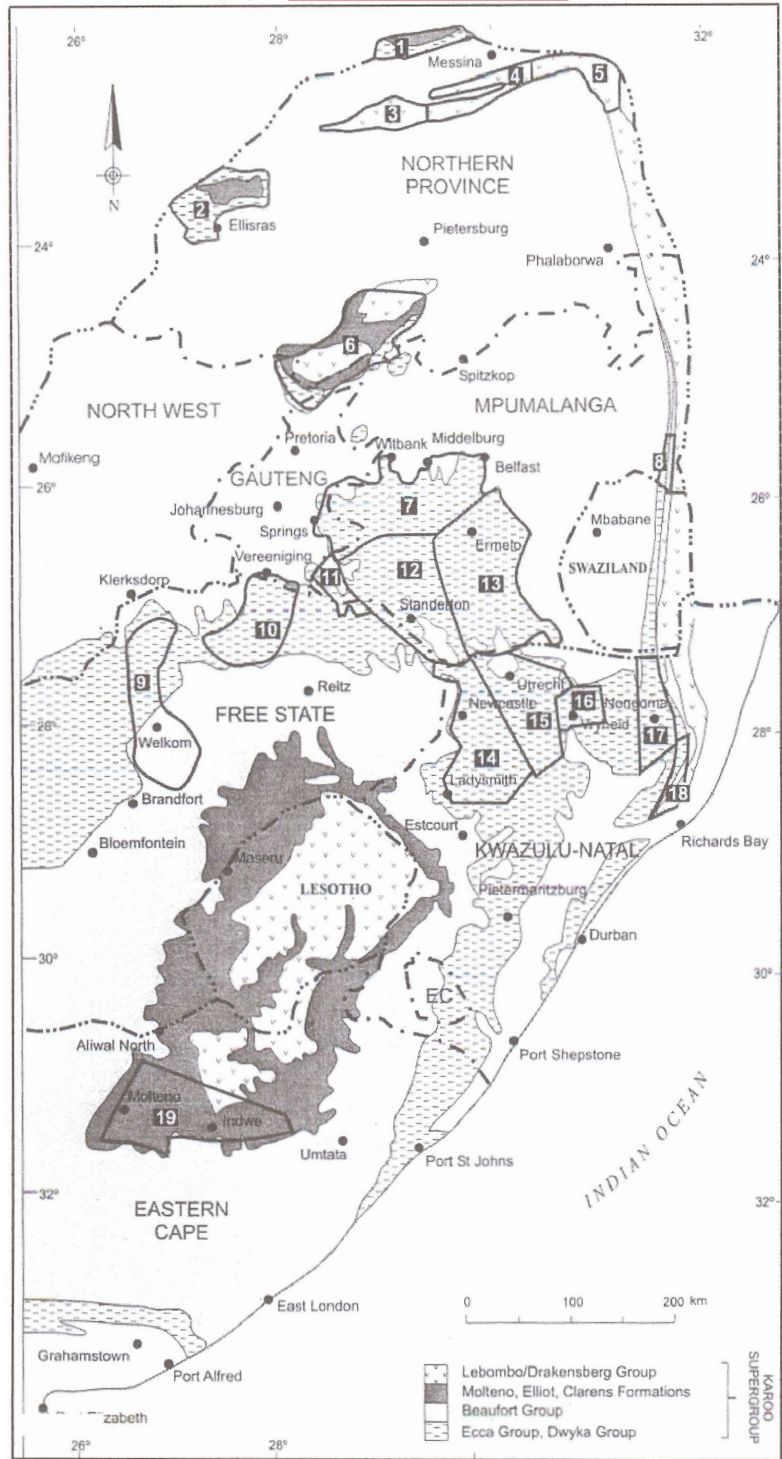 26°
28°
32°
1
Messina
4
5
3
NORTHERN
PROVINCE
N
2
Ellisras
24°
Pietersburg
24°
Phalaborwa
6
Spitzkop
NORTH WEST
MPUMALANGA
Pretoria
Witbank
Middelburg
Belfast
Mafikeng
GAUTENG
8
26°
7
26°
Johannesburg
Springs
Mbabane
Ermelo
Vereeniging
11
12
13
SWAZILAND
Klerksdorp
Standerton
10
9
Reitz
Utrecht
16
Nongoma
FREE STATE
Newcastle
15
Vryheid
28°
17
28°
Welkom
14
Ladysmith
18
Brandfort
Estcourt
Richards Bay
Bloemfontein
KWAZULU-NATAL
Maseru
LESOTHO
Pietermaritzburg
Durban
30°
30°
EC
Aliwal North
Port Shepstone
Molteno
19
Indwe
Umtata
Port St Johns
INDIAN OCEAN
32°
32°
EASTERN
CAPE
East London
0 100 200 km
Grahamstown
Port Alfred
zabeth
Lebombo/Drakensberg Group
Molteno, Elliot, Clarens Formations
Beaufort Group
Ecca Group, Dwyka Group
KAROO
SUPERGROUP
26°
28°